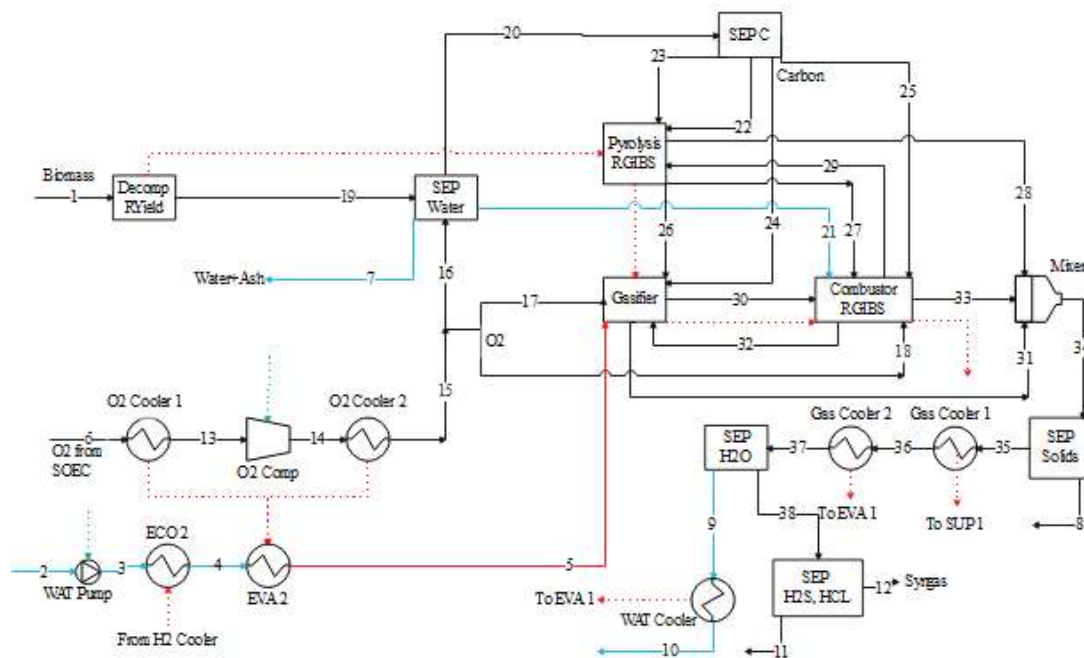 20
SEP C
23
Carbon
25
22
Pyrolysis
RGIBS
29
28
Biomass
1
Decomp
RYield
19
SEP
Water
21
26
27
24
Water+Ash
7
16
17
Gssifier
30
Combustor
RGIBS
33
Mixer
O2
32
18
31
34
15
O2 Cooler 1
O2 Cooler 2
6
13
14
O2 from
SOEC
O2 Comp
Gss Cooler 2
Gss Cooler 1
SEP
H2O
37
36
35
SEP
Solids
ECO 2
9
38
To EVA 1
To SUP 1
8
2
3
4
5
WAT Pump
EVA 2
SEP
H2S, HCL
12
Syngas
To EVA 1
WAT Cooler
From H2 Cooler
10
11